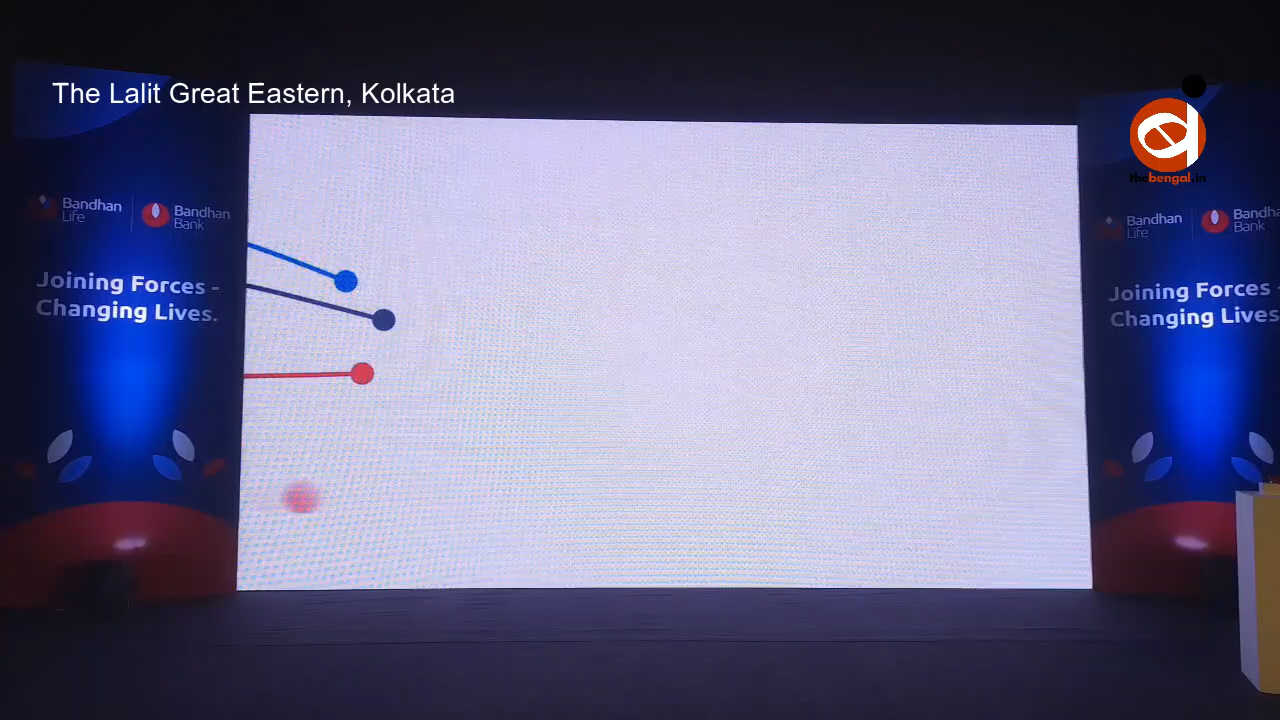 The Lalit Great Eastern, Kolkata
thebengal.in
Bandhan
Life
Bandhan
Bank
Joining Forces -
Changing Lives.
Bandhan
Life
Bandha
Bank
Joining Forces -
Changing Lives